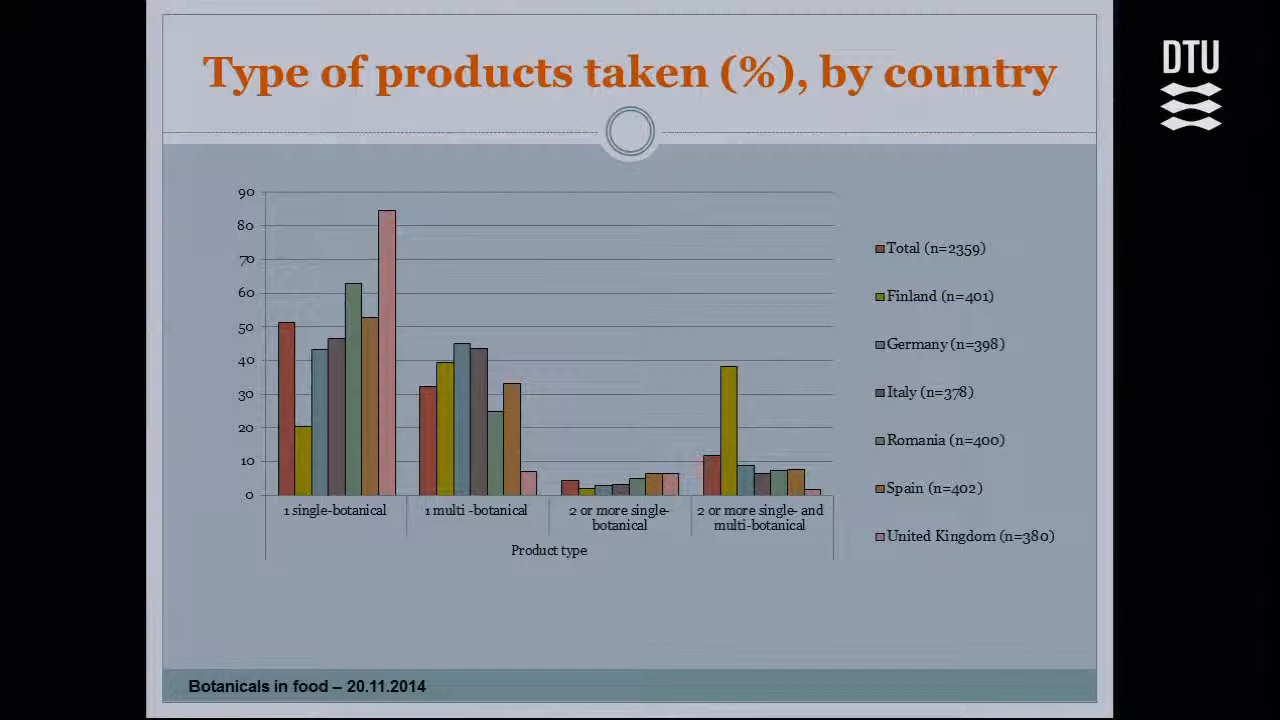 Type of products taken (%), by country
DTU
90
80
70
60
50
40
30
20
10
0
1 single-botanical
1 multi -botanical
2 or more single-
botanical
2 or more single- and
multi-botanical
Product type
Total (n=2359)
Finland (n=401)
Germany (n=398)
Italy (n=378)
Romania (n=400)
Spain (n=402)
United Kingdom (n=380)
Botanicals in food – 20.11.2014